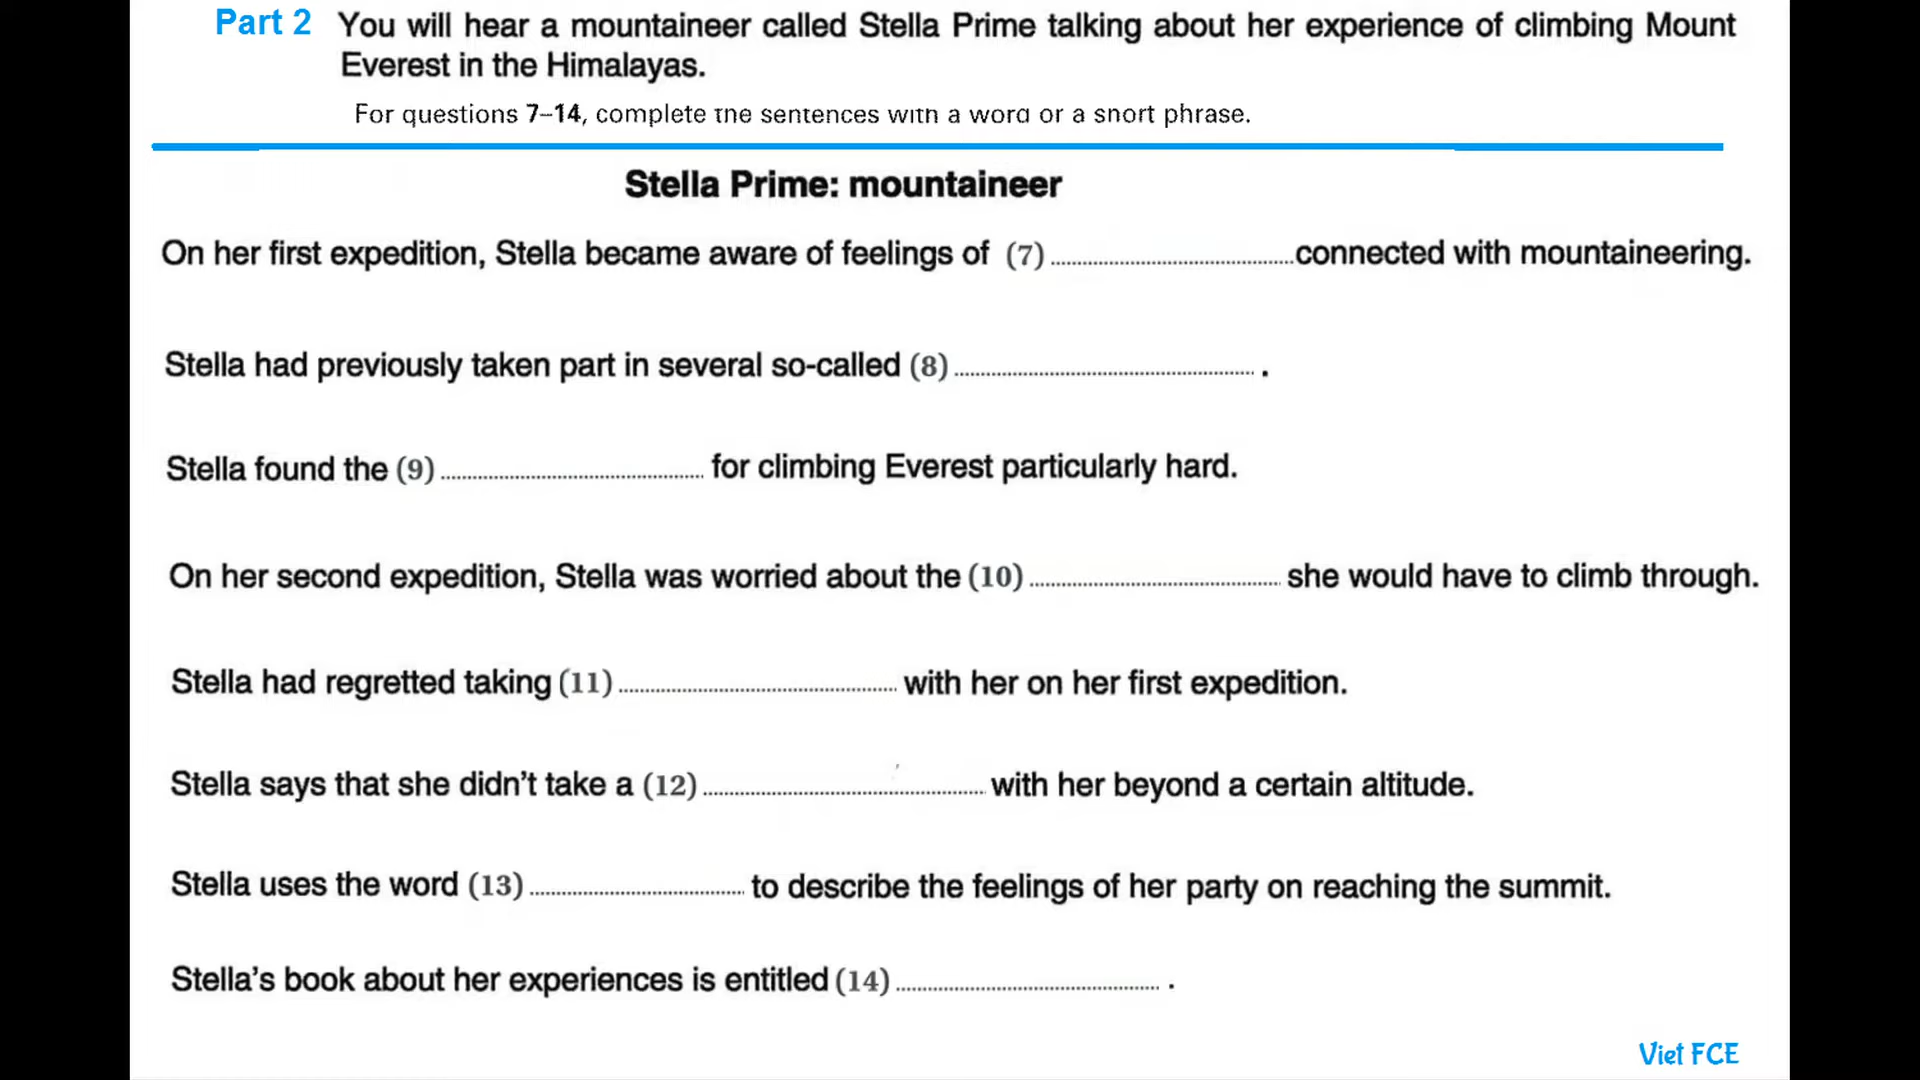 Part 2 You will hear a mountaineer called Stella Prime talking about her experience of climbing Mount
Everest in the Himalayas.
For questions 7–14, complete the sentences with a word or a short phrase.
Stella Prime: mountaineer
On her first expedition, Stella became aware of feelings of (7) .................................. connected with mountaineering.
Stella had previously taken part in several so-called (8) .................................. .
Stella found the (9) .................................. for climbing Everest particularly hard.
On her second expedition, Stella was worried about the (10) .................................. she would have to climb through.
Stella had regretted taking (11) .................................. with her on her first expedition.
Stella says that she didn't take a (12) .................................. with her beyond a certain altitude.
Stella uses the word (13) .................................. to describe the feelings of her party on reaching the summit.
Stella's book about her experiences is entitled (14) .................................. .
Viet FCE